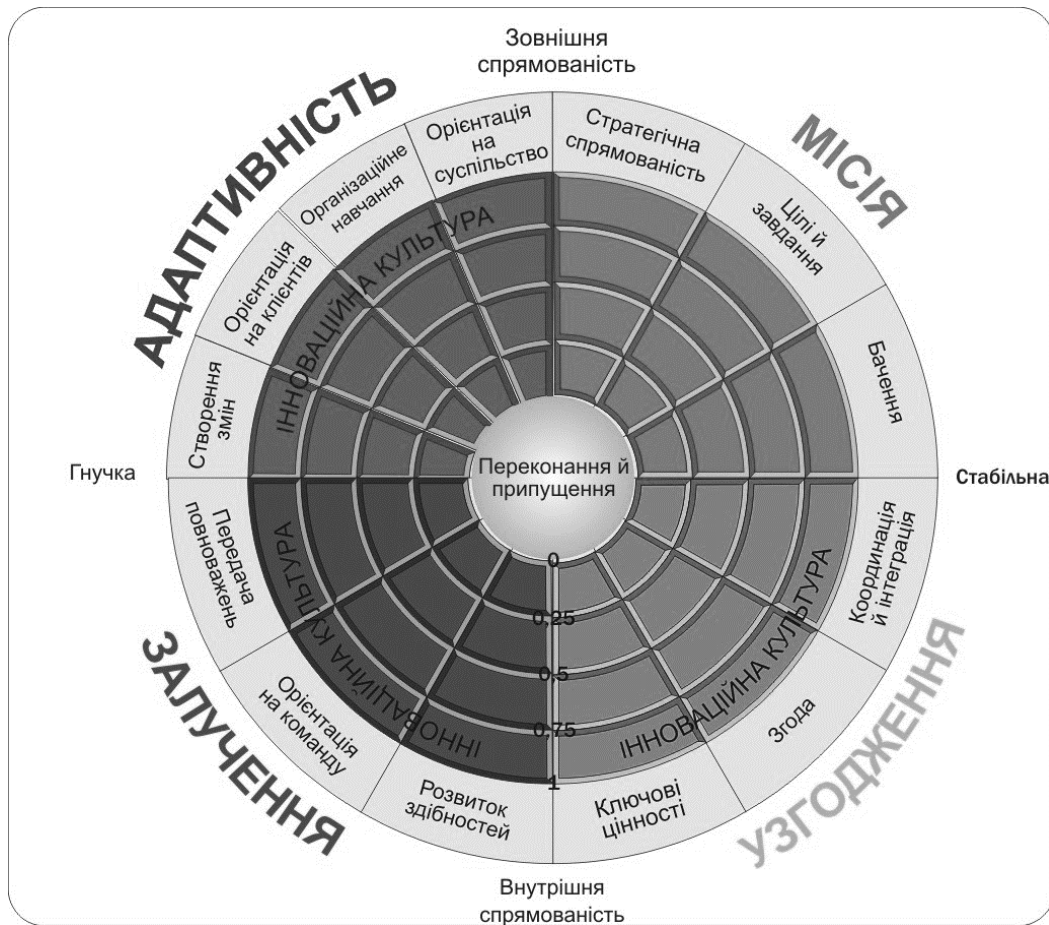 Зовнішня
спрямованість
АДАПТИВНІСТЬ
МІСІЯ
Орієнтація
на
суспільство
Стратегічна
спрямованість
Організаційне
навчання
Цілі й
завдання
Орієнтація
на клієнтів
Бачення
Створення
змін
ІННОВАЦІЙНА КУЛЬТУРА
Гнучка
Переконання й
припущення
Стабільна
Передача
повноважень
Координація
й інтеграція
ІННОВАЦІЙНА КУЛЬТУРА
ІННОВАЦІЙНА КУЛЬТУРА
0
0,25
0,5
0,75
1
Орієнтація
на команду
Згода
Розвиток
здібностей
Ключові
цінності
ЗАЛУЧЕННЯ
УЗГОДЖЕННЯ
Внутрішня
спрямованість